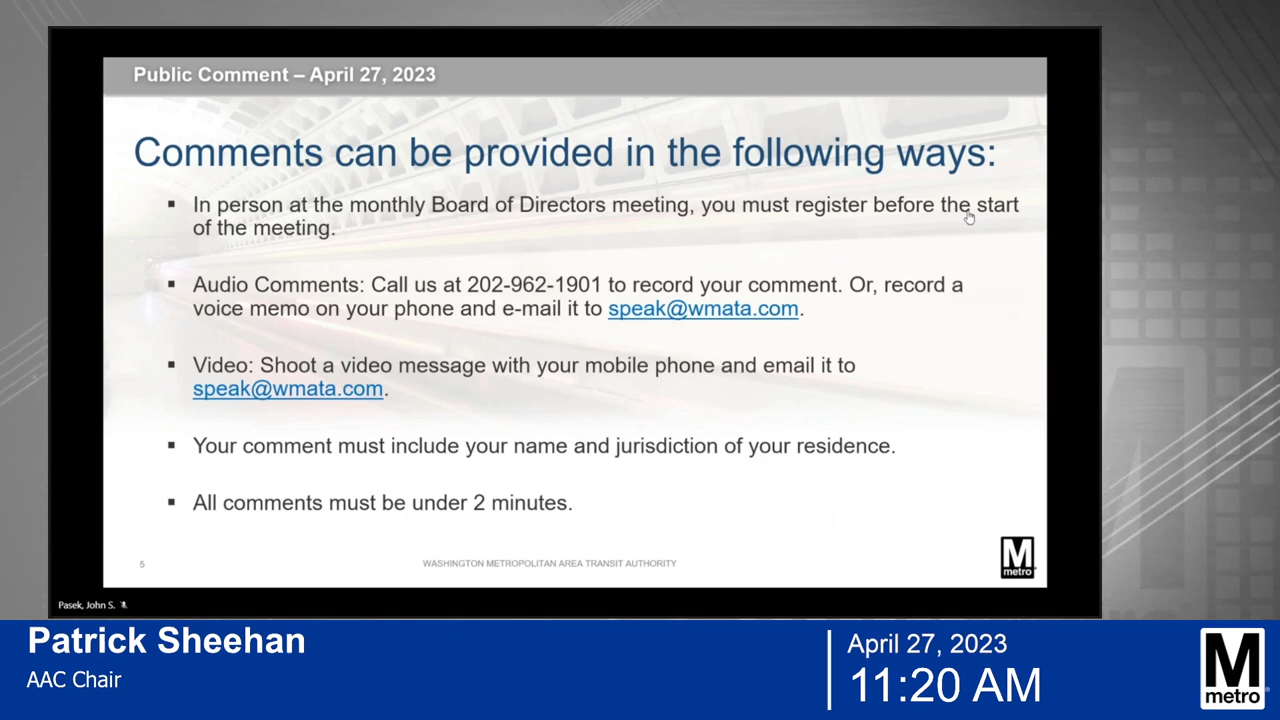 Public Comment – April 27, 2023
Comments can be provided in the following ways:
▪ In person at the monthly Board of Directors meeting, you must register before the start
of the meeting.
▪ Audio Comments: Call us at 202-962-1901 to record your comment. Or, record a
voice memo on your phone and e-mail it to speak@wmata.com.
▪ Video: Shoot a video message with your mobile phone and email it to
speak@wmata.com.
▪ Your comment must include your name and jurisdiction of your residence.
▪ All comments must be under 2 minutes.
5
WASHINGTON METROPOLITAN AREA TRANSIT AUTHORITY
M
metro
Pasek, John S.
Patrick Sheehan
AAC Chair
April 27, 2023
11:20 AM
M
metro